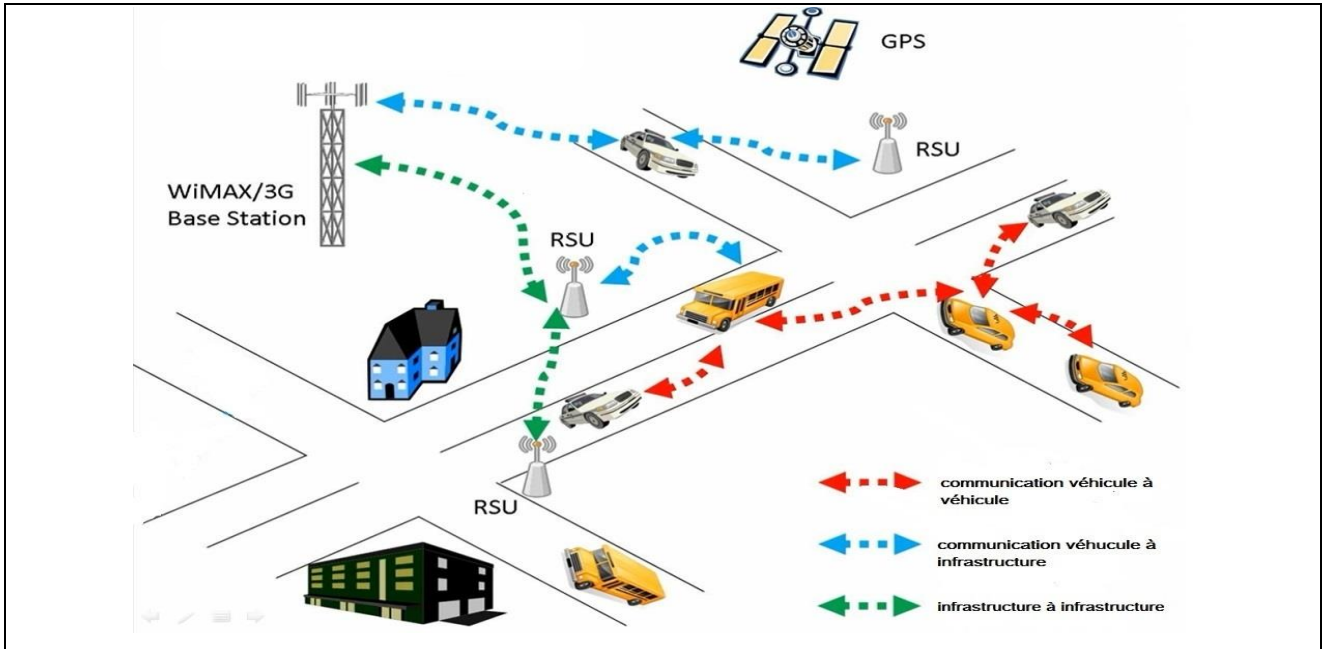 GPS
RSU
WiMAX/3G
Base Station
RSU
RSU
communication véhicule à
véhicule
communication véhucule à
infrastructure
infrastructure à infrastructure